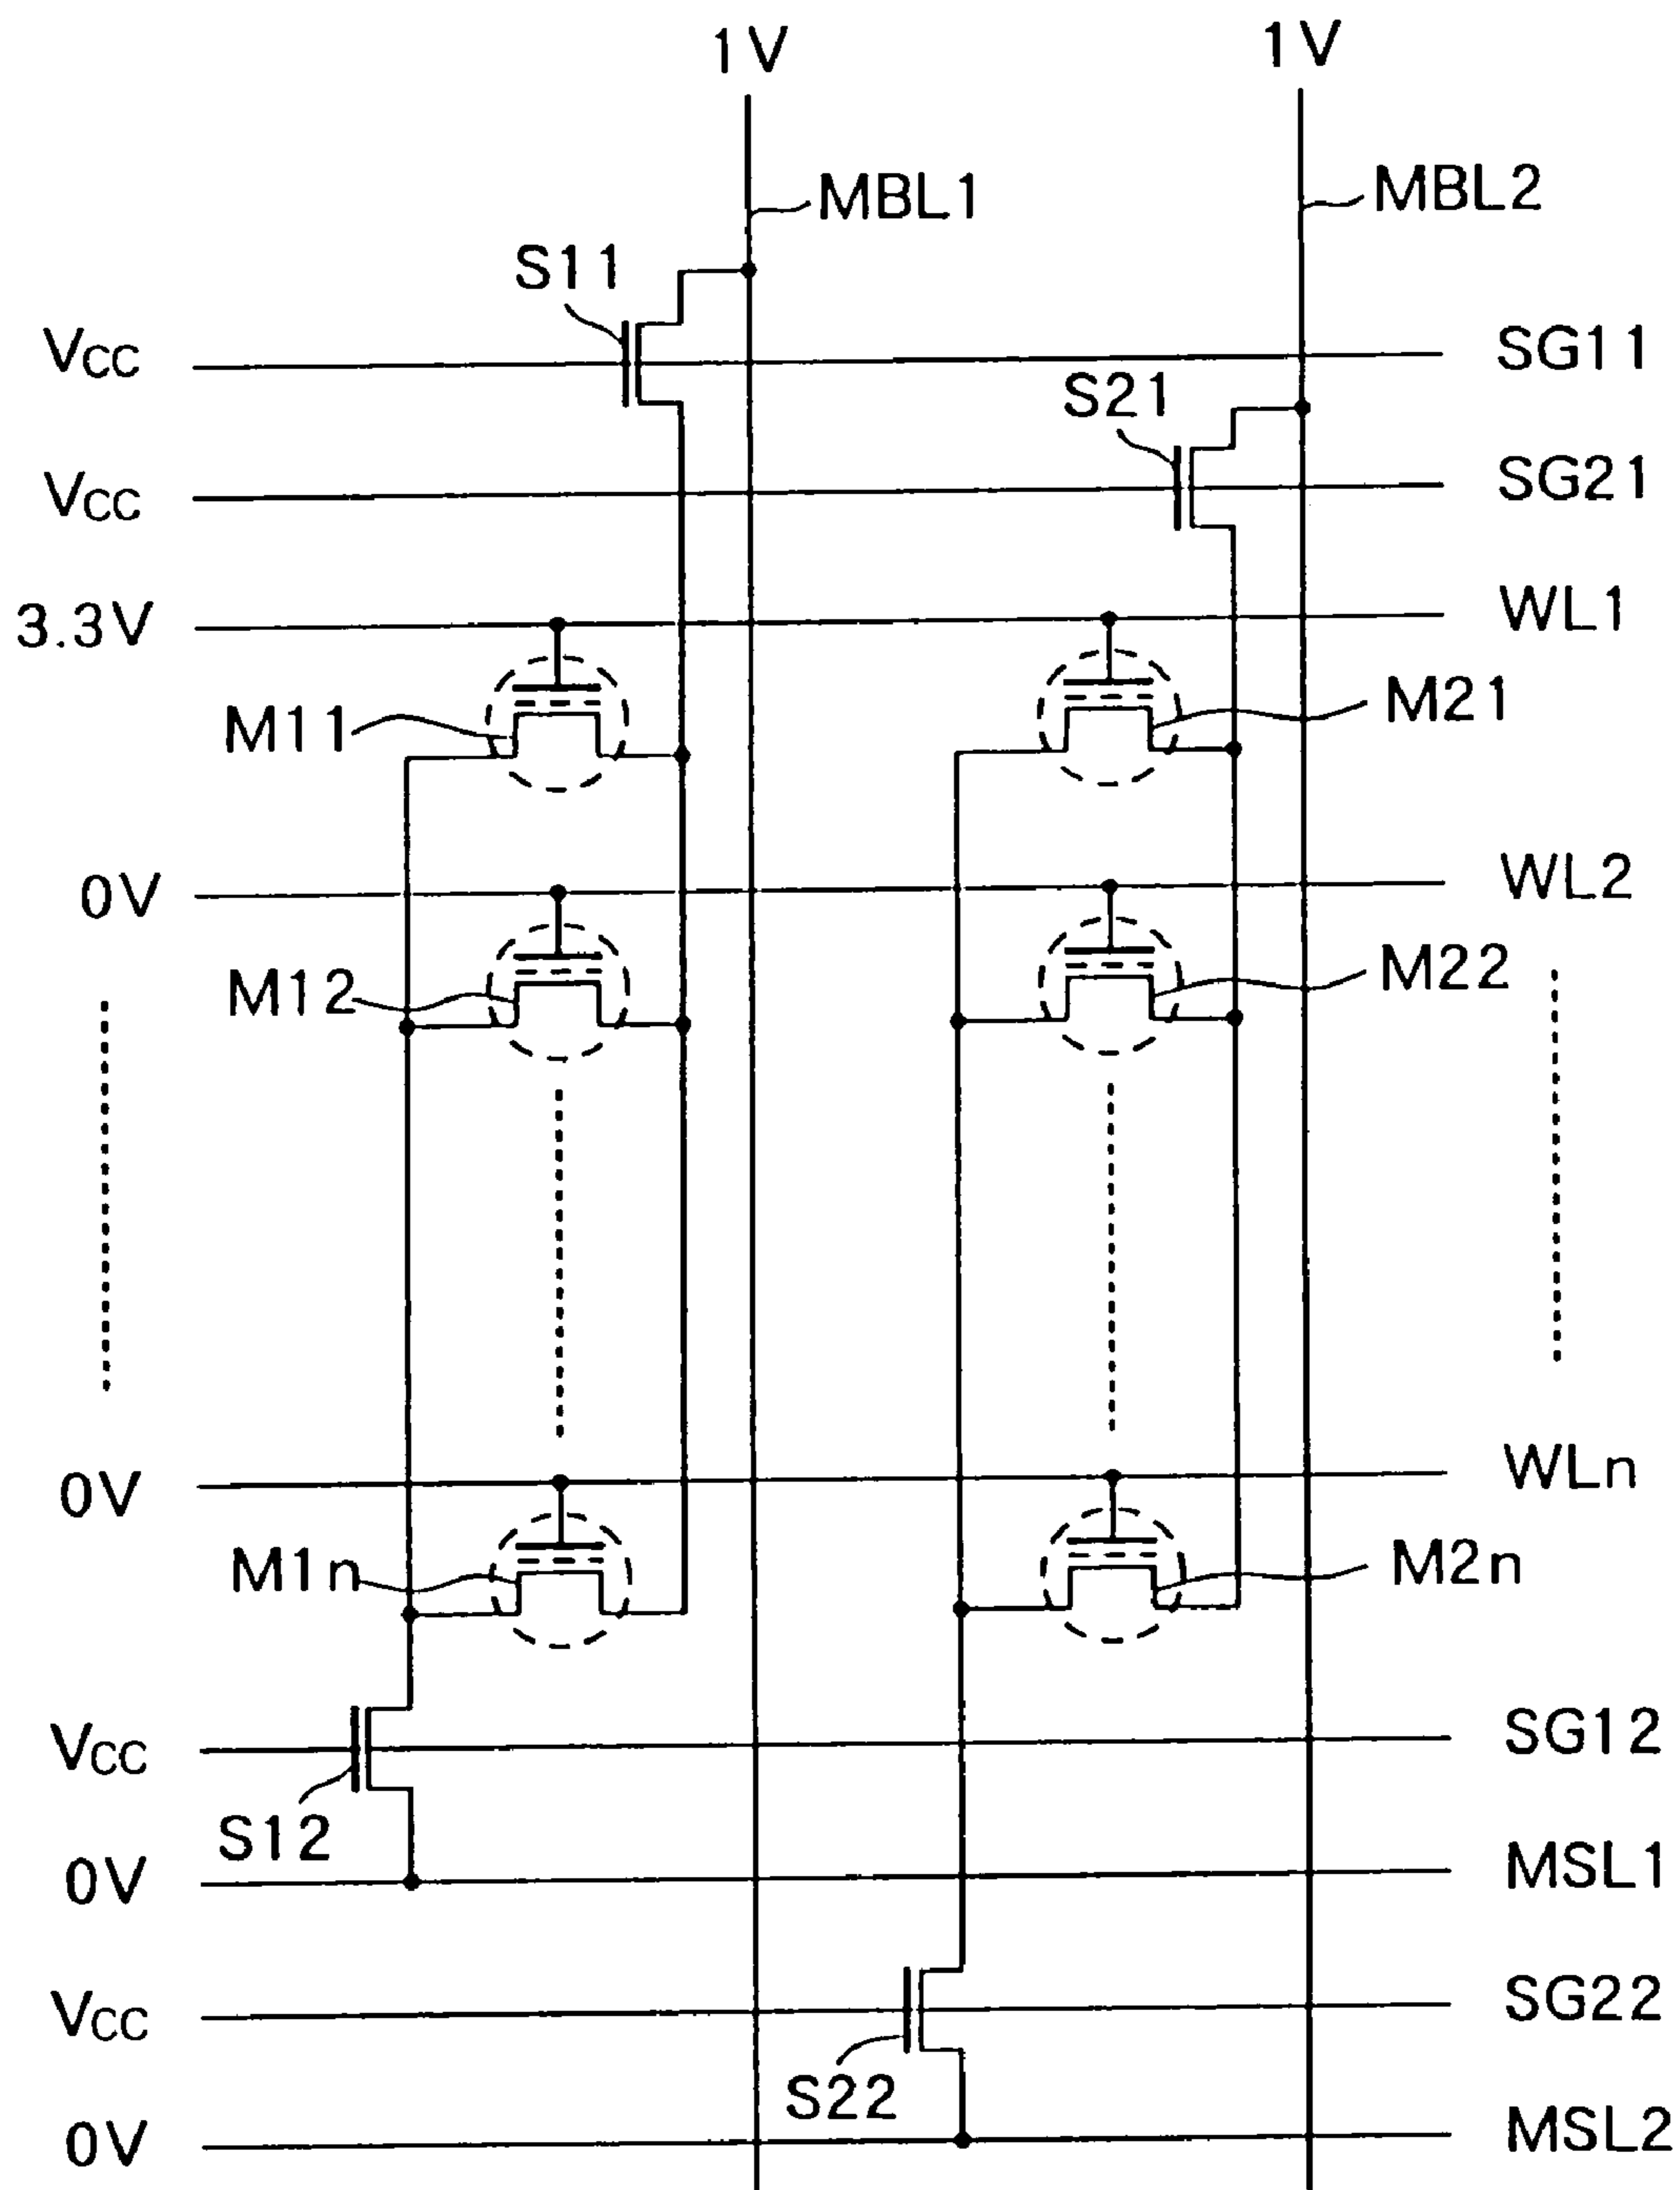 1V 1V
MBL1 MBL2
S11
VCC SG11
S21
VCC SG21
3.3V WL1
M11 M21
0V WL2
M12 M22
0V WLn
M1n M2n
VCC SG12
S12
0V MSL1
VCC SG22
S22
0V MSL2